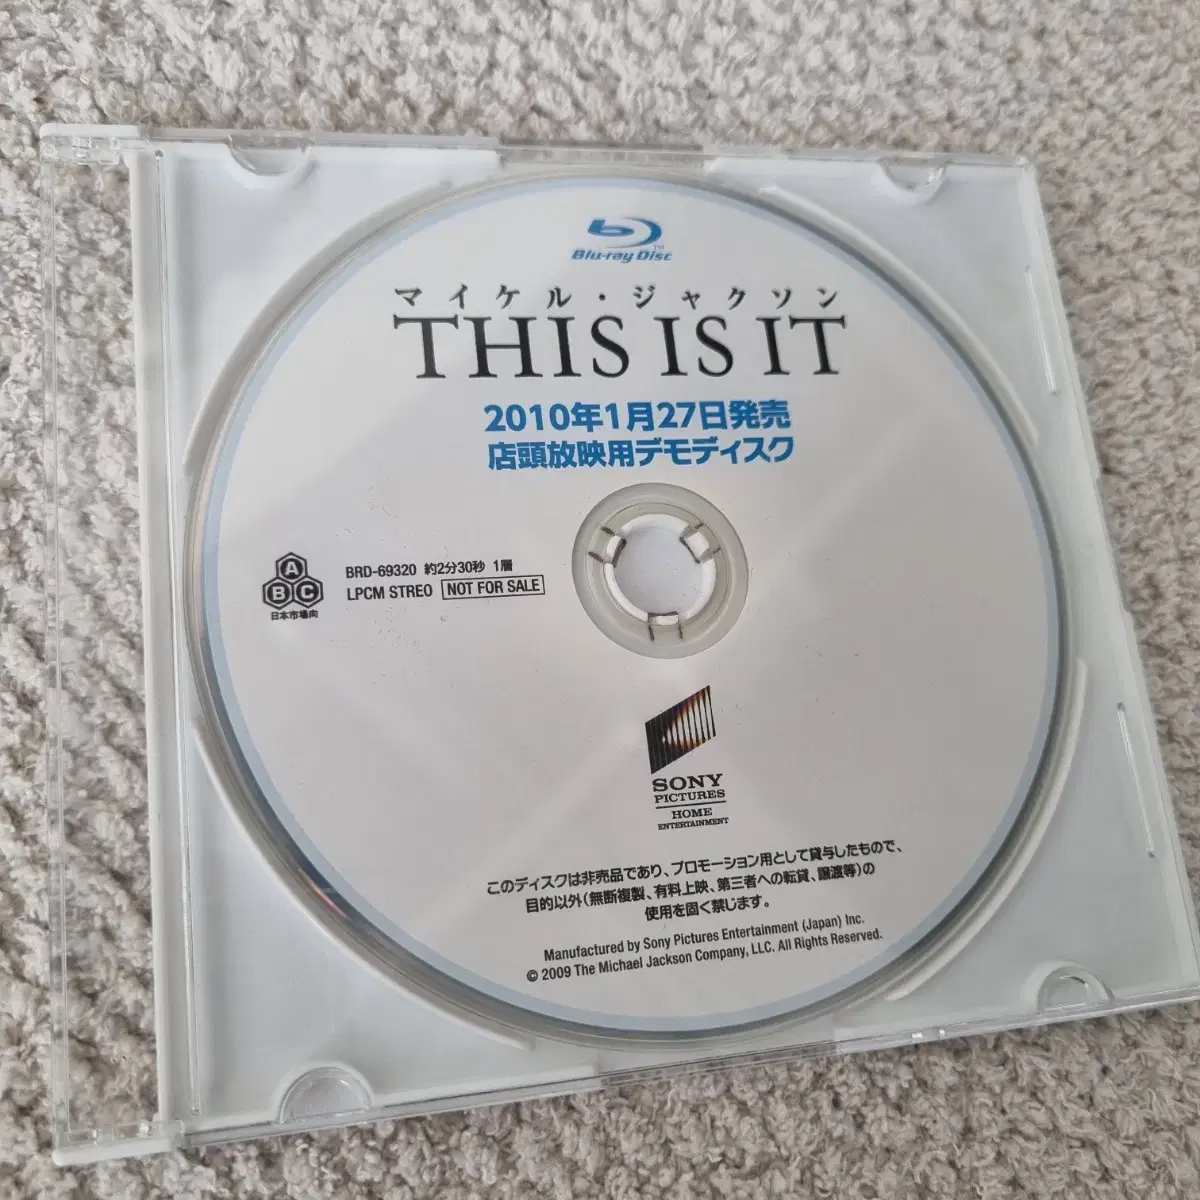 Blu-ray Disc™
マイケル・ジャクソン
THIS IS IT
2010年1月27日発売
店頭放映用デモディスク
A
BC
日本市場向
BRD-69320 約2分30秒 1層
LPCM STREO NOT FOR SALE
SONY
PICTURES
HOME
ENTERTAINMENT
このディスクは非売品であり、プロモーション用として貸与したもので、
目的以外(無断複製、有料上映、第三者への転貸、譲渡等)の
使用を固く禁じます。
Manufactured by Sony Pictures Entertainment (Japan) Inc.
© 2009 The Michael Jackson Company, LLC. All Rights Reserved.